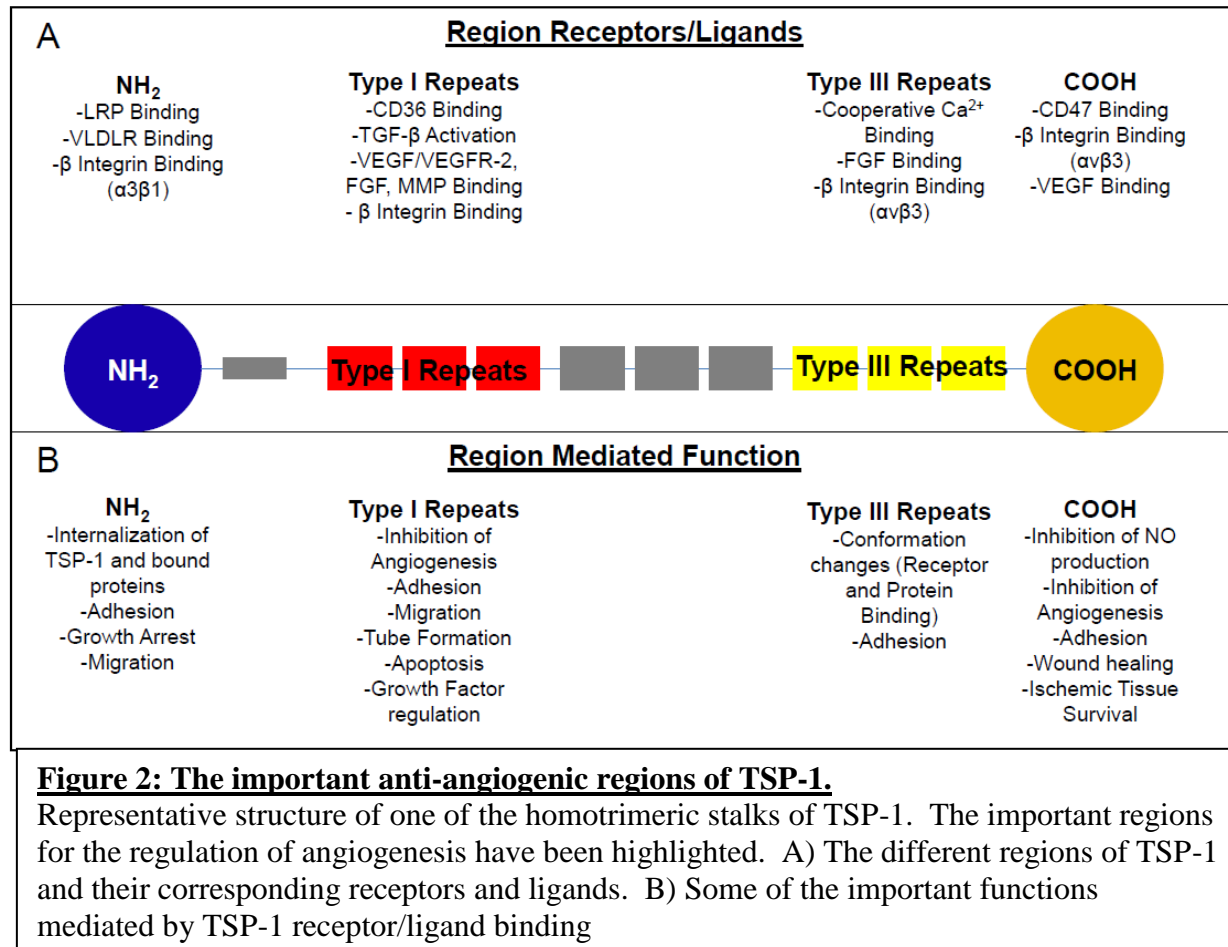 A
Region Receptors/Ligands
NH₂
-LRP Binding
-VLDLR Binding
-β Integrin Binding
(α3β1)
Type I Repeats
-CD36 Binding
-TGF-β Activation
-VEGF/VEGFR-2,
FGF, MMP Binding
- β Integrin Binding
Type III Repeats
-Cooperative Ca²⁺
Binding
-FGF Binding
-β Integrin Binding
(αvβ3)
COOH
-CD47 Binding
-β Integrin Binding
(αvβ3)
-VEGF Binding
NH₂
Type I Repeats
Type III Repeats
COOH
B
Region Mediated Function
NH₂
-Internalization of
TSP-1 and bound
proteins
-Adhesion
-Growth Arrest
-Migration
Type I Repeats
-Inhibition of
Angiogenesis
-Adhesion
-Migration
-Tube Formation
-Apoptosis
-Growth Factor
regulation
Type III Repeats
-Conformation
changes (Receptor
and Protein
Binding)
-Adhesion
COOH
-Inhibition of NO
production
-Inhibition of
Angiogenesis
-Adhesion
-Wound healing
-Ischemic Tissue
Survival
Figure 2: The important anti-angiogenic regions of TSP-1.
Representative structure of one of the homotrimeric stalks of TSP-1. The important regions
for the regulation of angiogenesis have been highlighted. A) The different regions of TSP-1
and their corresponding receptors and ligands. B) Some of the important functions
mediated by TSP-1 receptor/ligand binding